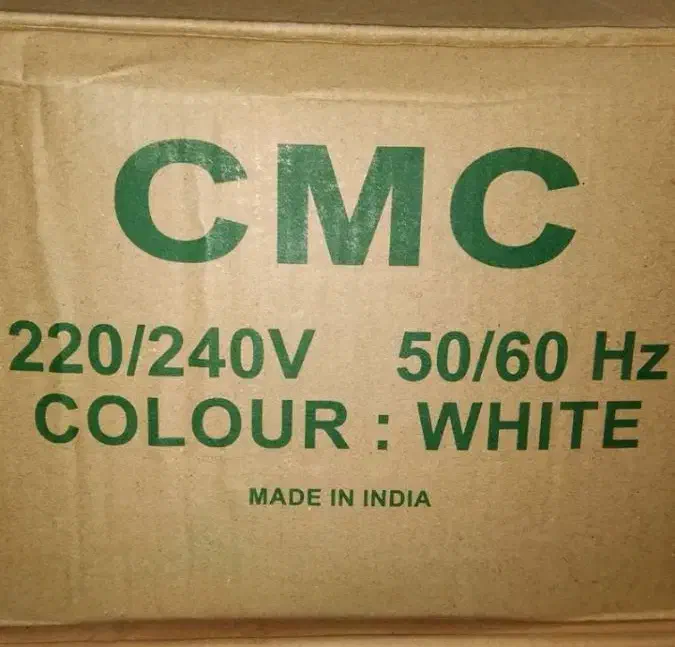 CMC
220/240V 50/60 Hz
COLOUR : WHITE
MADE IN INDIA